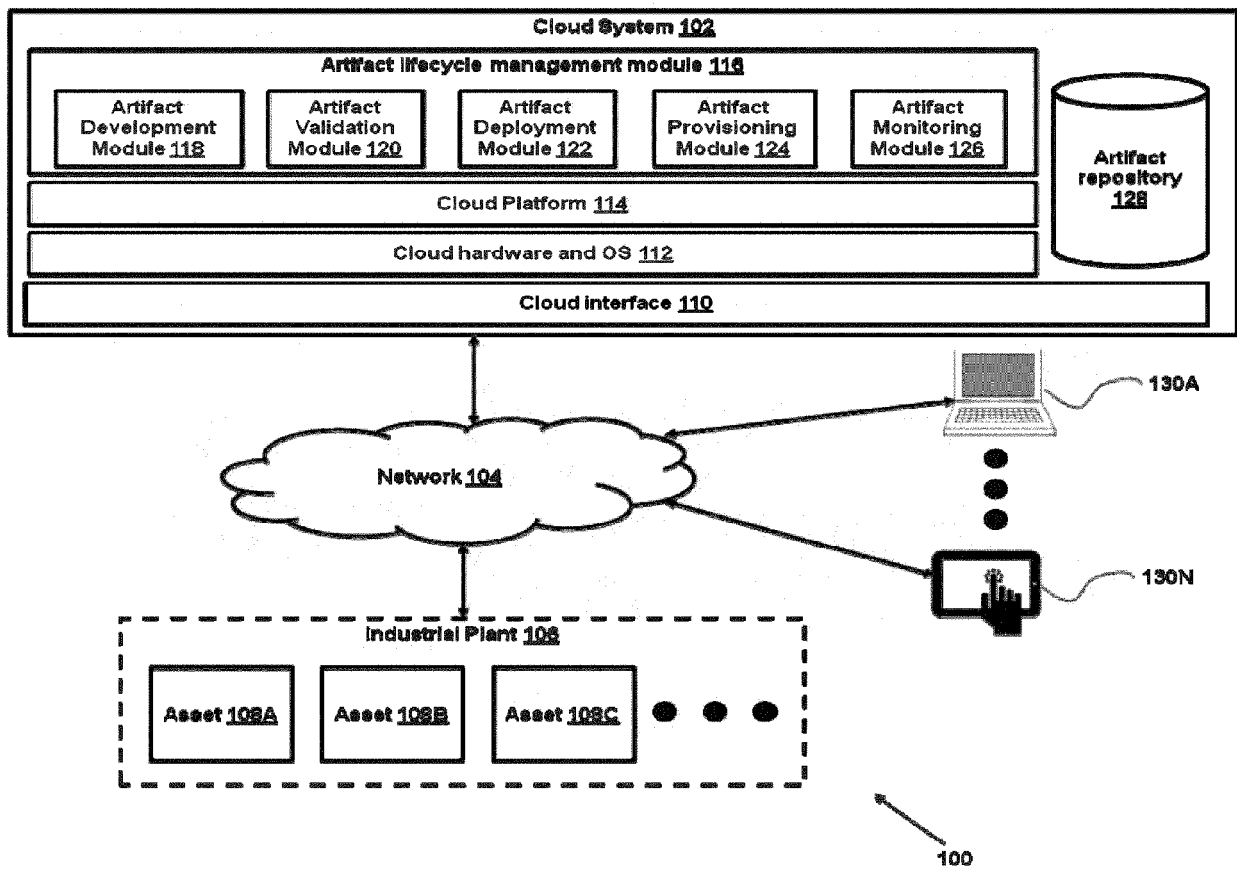 Cloud System 102
Artifact lifecycle management module 116
Artifact
Development
Module 118
Artifact
Validation
Module 120
Artifact
Deployment
Module 122
Artifact
Provisioning
Module 124
Artifact
Monitoring
Module 126
Artifact
repository
128
Cloud Platform 114
Cloud hardware and OS 112
Cloud interface 110
130A
Network 104
130N
Industrial Plant 106
Asset 108A
Asset 108B
Asset 108C
100